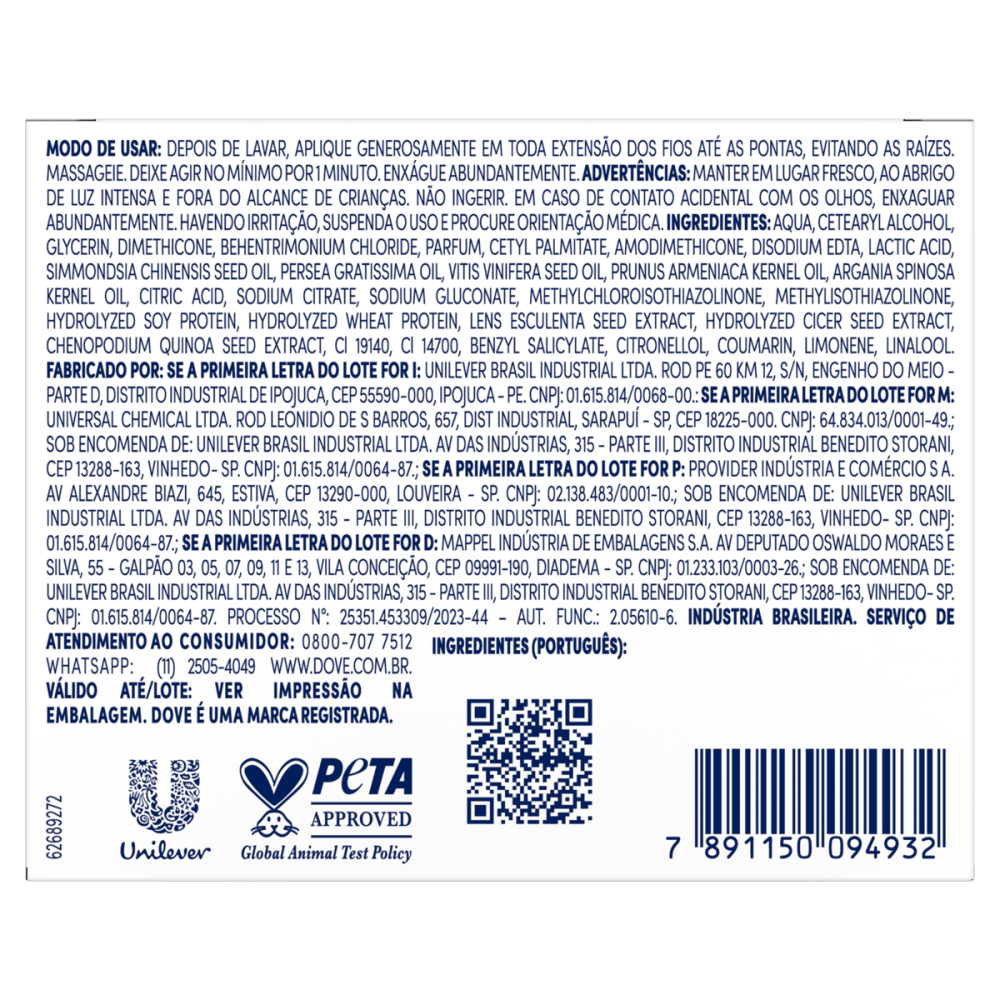 MODO DE USAR: DEPOIS DE LAVAR, APLIQUE GENEROSAMENTE EM TODA EXTENSÃO DOS FIOS ATÉ AS PONTAS, EVITANDO AS RAÍZES.
MASSAGEIE. DEIXE AGIR NO MÍNIMO POR 1 MINUTO. ENXÁGUE ABUNDANTEMENTE. ADVERTÊNCIAS: MANTER EM LUGAR FRESCO, AO ABRIGO
DE LUZ INTENSA E FORA DO ALCANCE DE CRIANÇAS. NÃO INGERIR. EM CASO DE CONTATO ACIDENTAL COM OS OLHOS, ENXAGUAR
ABUNDANTEMENTE. HAVENDO IRRITAÇÃO, SUSPENDA O USO E PROCURE ORIENTAÇÃO MÉDICA. INGREDIENTES: AQUA, CETEARYL ALCOHOL,
GLYCERIN, DIMETHICONE, BEHENTRIMONIUM CHLORIDE, PARFUM, CETYL PALMITATE, AMODIMETHICONE, DISODIUM EDTA, LACTIC ACID,
SIMMONDSIA CHINENSIS SEED OIL, PERSEA GRATISSIMA OIL, VITIS VINIFERA SEED OIL, PRUNUS ARMENIACA KERNEL OIL, ARGANIA SPINOSA
KERNEL OIL, CITRIC ACID, SODIUM CITRATE, SODIUM GLUCONATE, METHYLCHLOROISOTHIAZOLINONE, METHYLISOTHIAZOLINONE,
HYDROLYZED SOY PROTEIN, HYDROLYZED WHEAT PROTEIN, LENS ESCULENTA SEED EXTRACT, HYDROLYZED CICER SEED EXTRACT,
CHENOPODIUM QUINOA SEED EXTRACT, CI 19140, CI 14700, BENZYL SALICYLATE, CITRONELLOL, COUMARIN, LIMONENE, LINALOOL.
FABRICADO POR: SE A PRIMEIRA LETRA DO LOTE FOR I: UNILEVER BRASIL INDUSTRIAL LTDA. ROD PE 60 KM 12, S/N, ENGENHO DO MEIO -
PARTE D, DISTRITO INDUSTRIAL DE IPOJUCA, CEP 55590-000, IPOJUCA - PE. CNPJ: 01.615.814/0068-00.: SE A PRIMEIRA LETRA DO LOTE FOR M:
UNIVERSAL CHEMICAL LTDA. ROD LEONIDIO DE S BARROS, 657, DIST INDUSTRIAL, SARAPUÍ - SP, CEP 18225-000. CNPJ: 64.834.013/0001-49.;
SOB ENCOMENDA DE: UNILEVER BRASIL INDUSTRIAL LTDA. AV DAS INDÚSTRIAS, 315 - PARTE III, DISTRITO INDUSTRIAL BENEDITO STORANI,
CEP 13288-163, VINHEDO- SP. CNPJ: 01.615.814/0064-87.; SE A PRIMEIRA LETRA DO LOTE FOR P: PROVIDER INDÚSTRIA E COMÉRCIO S A.
AV ALEXANDRE BIAZI, 645, ESTIVA, CEP 13290-000, LOUVEIRA - SP. CNPJ: 02.138.483/0001-10.; SOB ENCOMENDA DE: UNILEVER BRASIL
INDUSTRIAL LTDA. AV DAS INDÚSTRIAS, 315 - PARTE III, DISTRITO INDUSTRIAL BENEDITO STORANI, CEP 13288-163, VINHEDO- SP. CNPJ:
01.615.814/0064-87.; SE A PRIMEIRA LETRA DO LOTE FOR D: MAPPEL INDÚSTRIA DE EMBALAGENS S.A. AV DEPUTADO OSWALDO MORAES E
SILVA, 55 - GALPÃO 03, 05, 07, 09, 11 E 13, VILA CONCEIÇÃO, CEP 09991-190, DIADEMA - SP. CNPJ: 01.233.103/0003-26.; SOB ENCOMENDA DE:
UNILEVER BRASIL INDUSTRIAL LTDA. AV DAS INDÚSTRIAS, 315 - PARTE III, DISTRITO INDUSTRIAL BENEDITO STORANI, CEP 13288-163, VINHEDO- SP.
CNPJ: 01.615.814/0064-87. PROCESSO Nº: 25351.453309/2023-44 - AUT. FUNC.: 2.05610-6. INDÚSTRIA BRASILEIRA. SERVIÇO DE
ATENDIMENTO AO CONSUMIDOR: 0800-707 7512
WHATSAPP: (11) 2505-4049 WWW.DOVE.COM.BR.
VÁLIDO ATÉ/LOTE: VER IMPRESSÃO NA
EMBALAGEM. DOVE É UMA MARCA REGISTRADA.
INGREDIENTES (PORTUGUÊS):
62689272
Unilever
PETA
APPROVED
Global Animal Test Policy
7 891150 094932